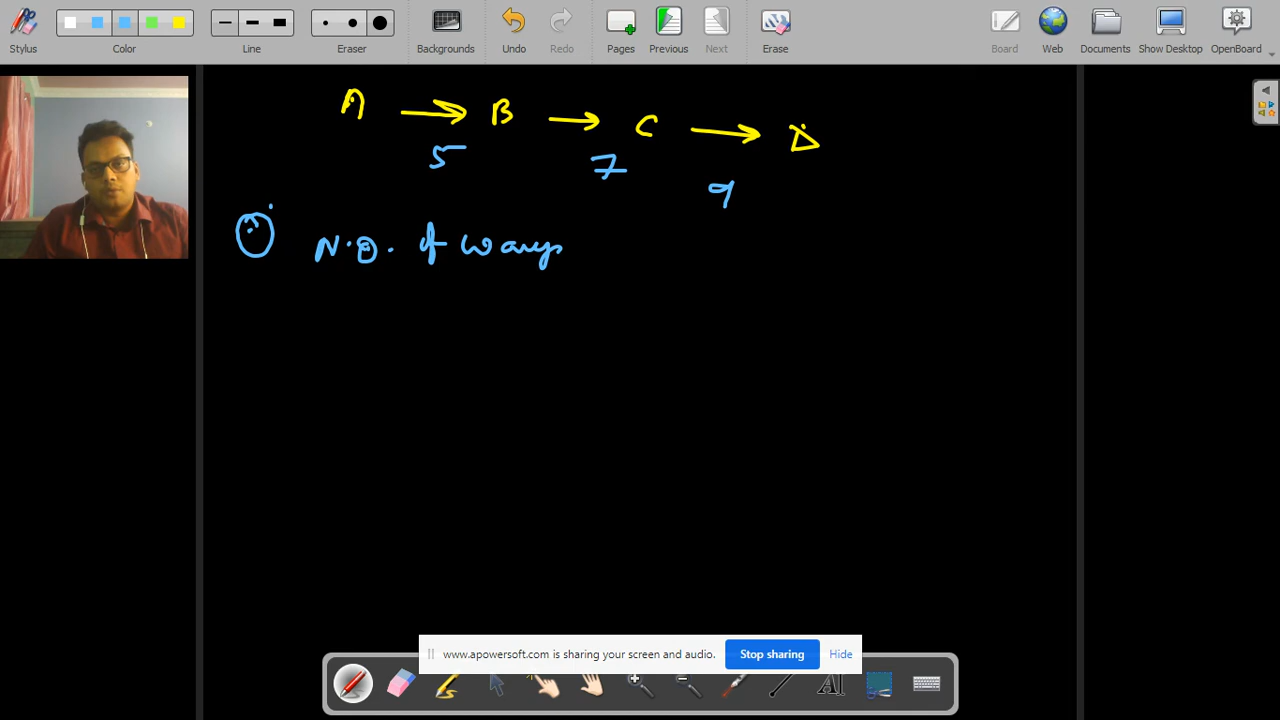 Stylus Color Line Eraser Backgrounds Undo Redo Pages Previous Next Erase Board Web Documents Show Desktop OpenBoard
A → B → C → D
5 7 9
N.O. of ways
www.apowersoft.com is sharing your screen and audio. Stop sharing Hide
AI